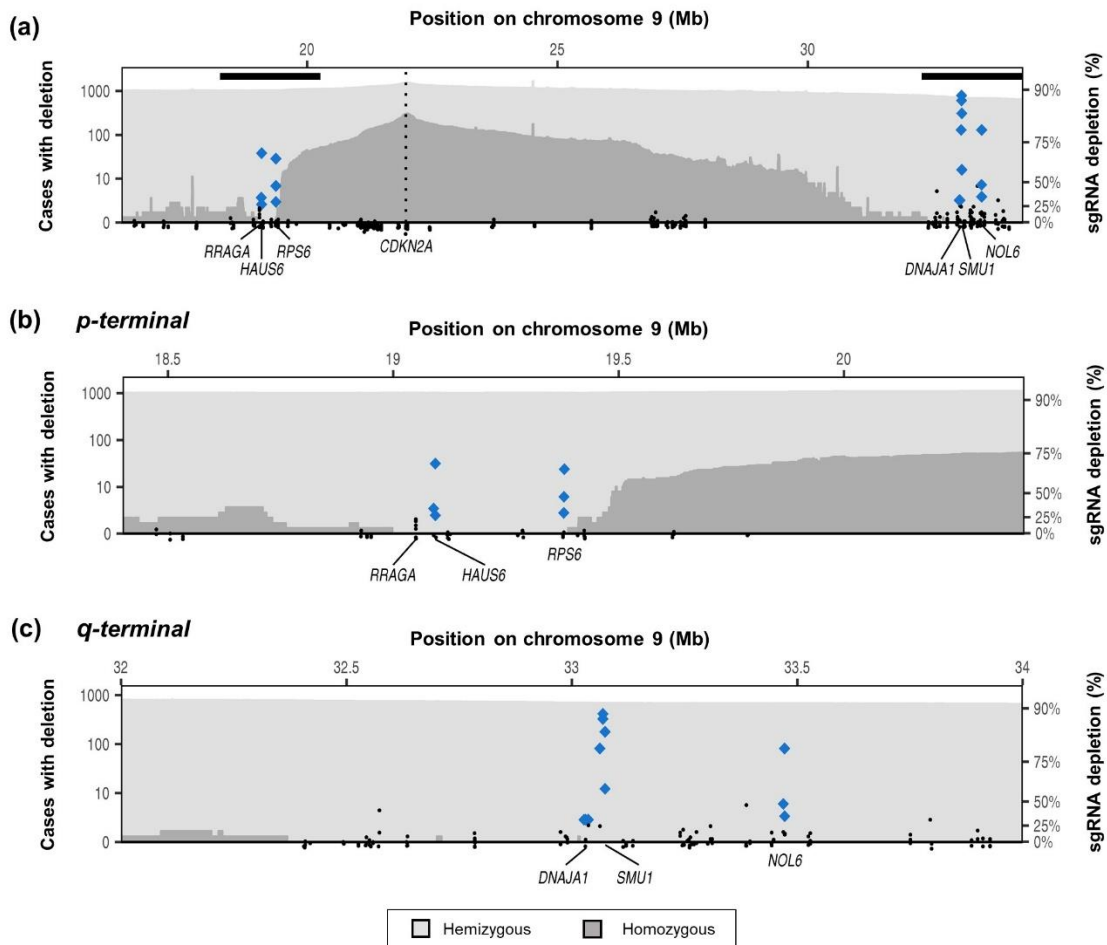 (a)
Position on chromosome 9 (Mb)
20 25 30
Cases with deletion
1000
100
10
0
90%
75%
50%
25%
0%
sgRNA depletion (%)
RRAGA
HAUS6
RPS6
CDKN2A
DNAJA1 SMU1
NOL6
(b) p-terminal
Position on chromosome 9 (Mb)
18.5 19 19.5 20
Cases with deletion
1000
100
10
0
90%
75%
50%
25%
0%
sgRNA depletion (%)
RRAGA HAUS6 RPS6
(c) q-terminal
Position on chromosome 9 (Mb)
32 32.5 33 33.5 34
Cases with deletion
1000
100
10
0
90%
75%
50%
25%
0%
sgRNA depletion (%)
DNAJA1 SMU1 NOL6
Hemizygous Homozygous